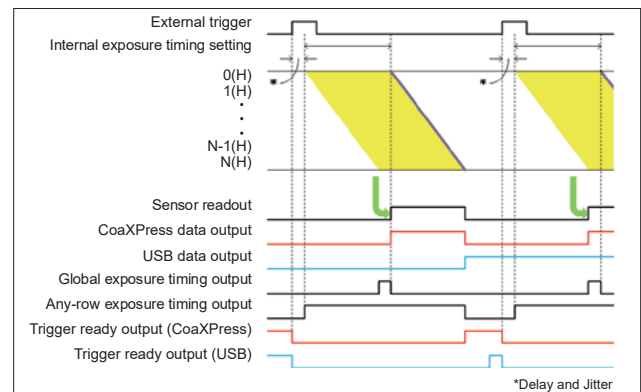 External trigger
Internal exposure timing setting
* *
0(H)
1(H)
•
•
•
N-1(H)
N(H)
Sensor readout
CoaXPress data output
USB data output
Global exposure timing output
Any-row exposure timing output
Trigger ready output (CoaXPress)
Trigger ready output (USB)
*Delay and Jitter